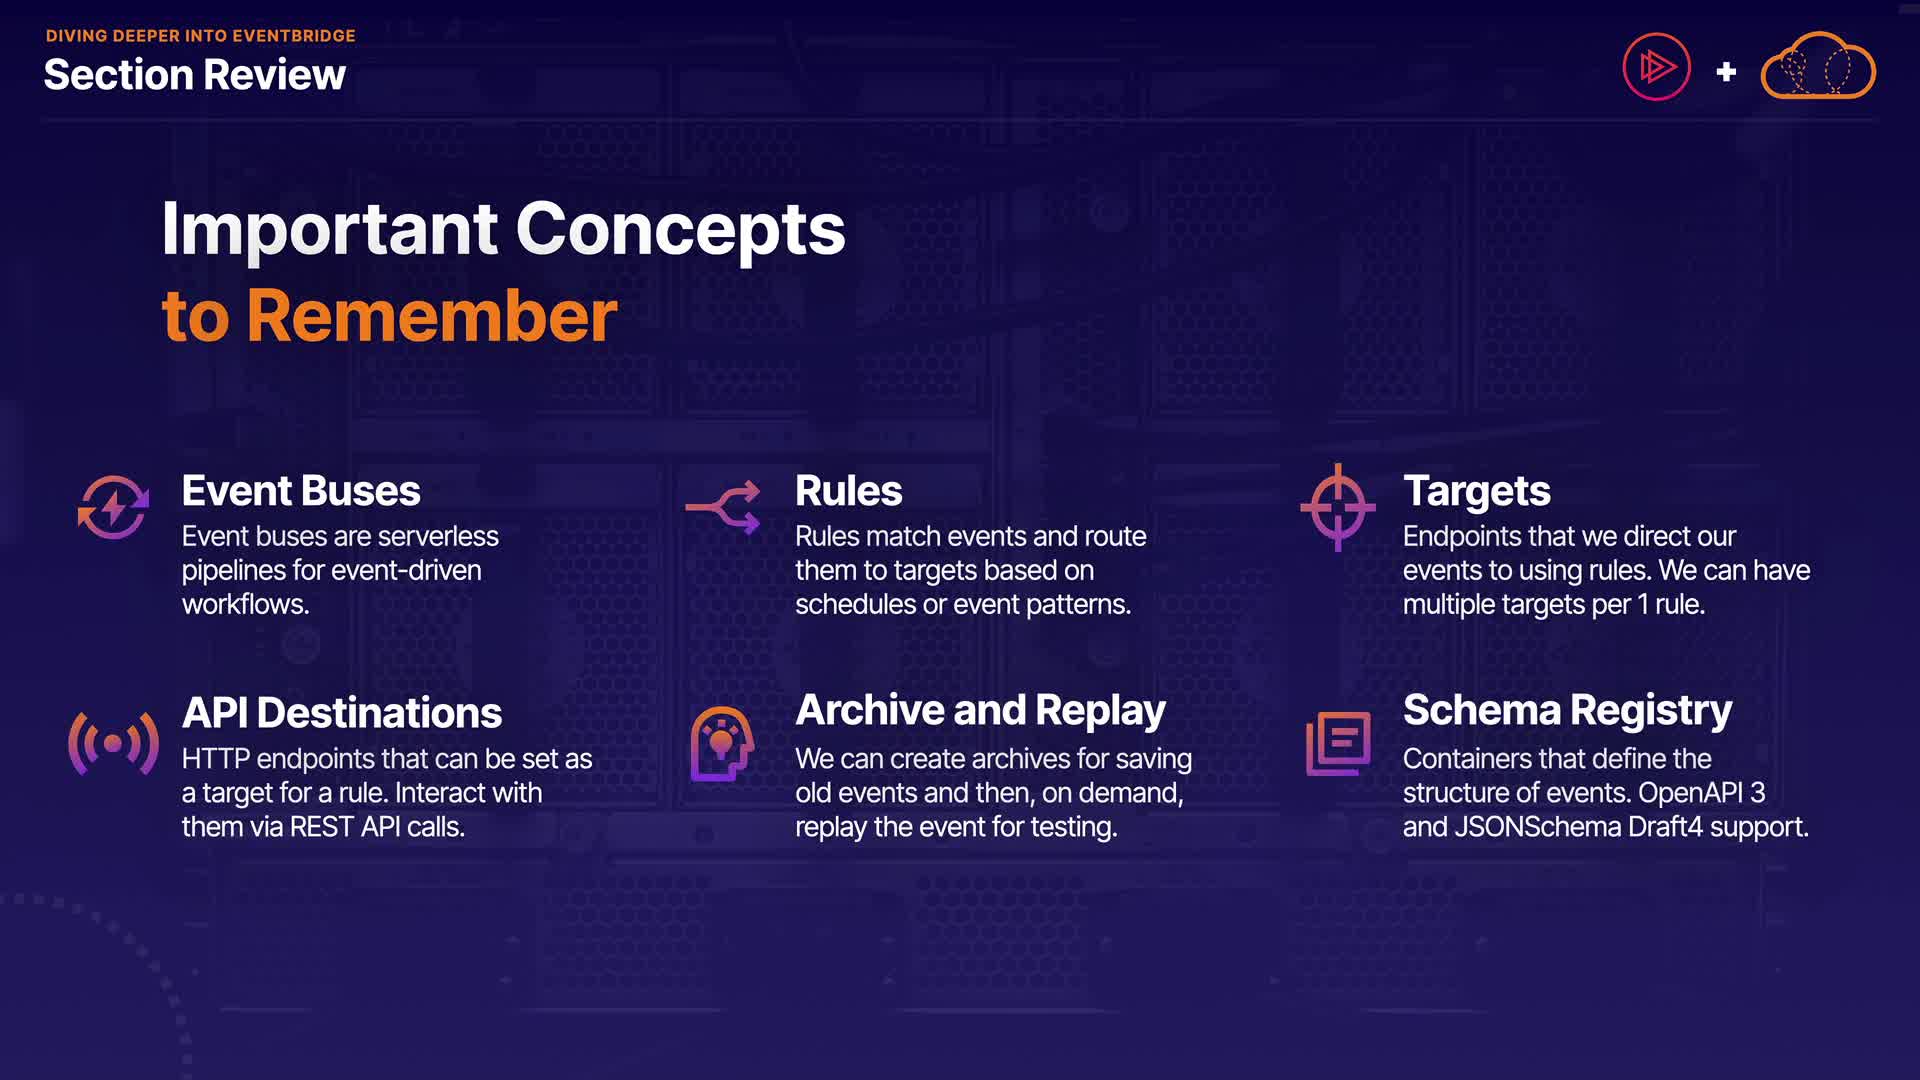 DIVING DEEPER INTO EVENTBRIDGE
Section Review
Important Concepts
to Remember
Event Buses
Event buses are serverless
pipelines for event-driven
workflows.
Rules
Rules match events and route
them to targets based on
schedules or event patterns.
Targets
Endpoints that we direct our
events to using rules. We can have
multiple targets per 1 rule.
API Destinations
HTTP endpoints that can be set as
a target for a rule. Interact with
them via REST API calls.
Archive and Replay
We can create archives for saving
old events and then, on demand,
replay the event for testing.
Schema Registry
Containers that define the
structure of events. OpenAPI 3
and JSONSchema Draft4 support.